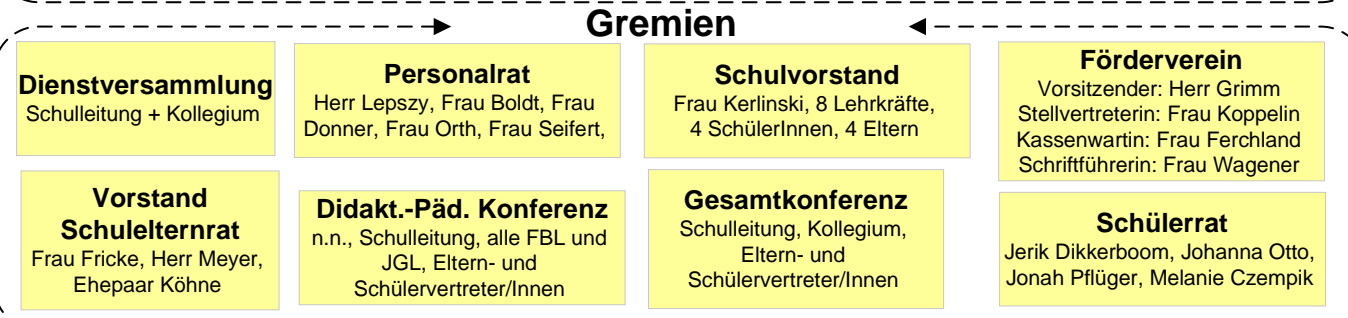 Gremien
Dienstversammlung
Schulleitung + Kollegium
Personalrat
Herr Lepszy, Frau Boldt, Frau
Donner, Frau Orth, Frau Seifert,
Schulvorstand
Frau Kerlinski, 8 Lehrkräfte,
4 SchülerInnen, 4 Eltern
Förderverein
Vorsitzender: Herr Grimm
Stellvertreterin: Frau Koppelin
Kassenwartin: Frau Ferchland
Schriftführerin: Frau Wagener
Vorstand
Schulelternrat
Frau Fricke, Herr Meyer,
Ehepaar Köhne
Didakt.-Päd. Konferenz
n.n., Schulleitung, alle FBL und
JGL, Eltern- und
Schülervertreter/Innen
Gesamtkonferenz
Schulleitung, Kollegium,
Eltern- und
Schülervertreter/Innen
Schülerrat
Jerik Dikkerboom, Johanna Otto,
Jonah Pflüger, Melanie Czempik